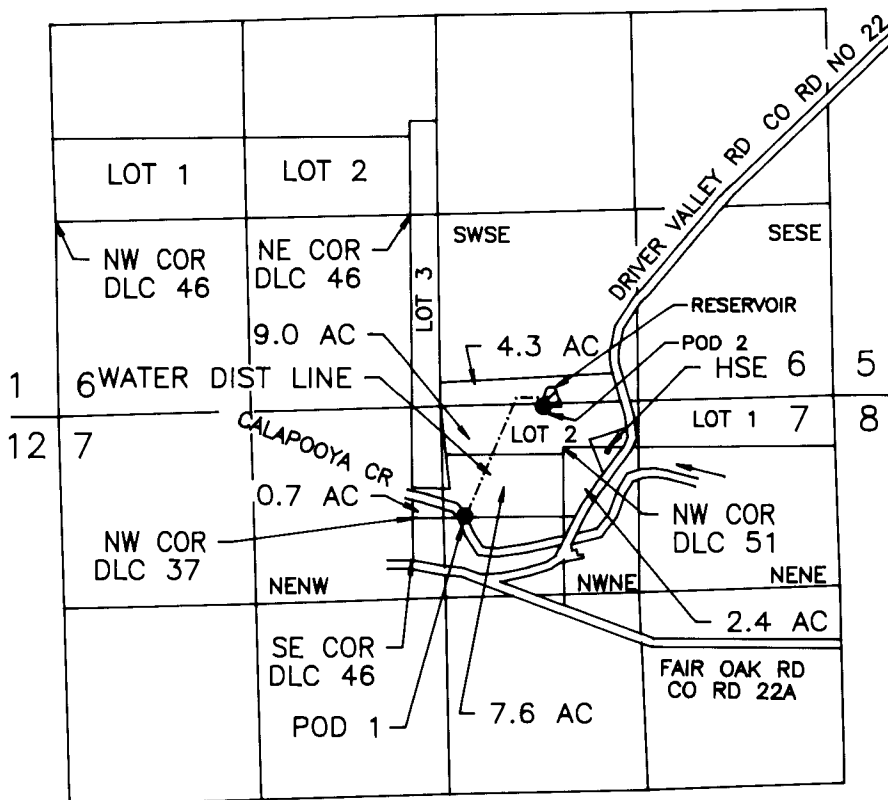 DRIVER VALLEY RD CO RD NO 22
LOT 1
LOT 2
NW COR
DLC 46
NE COR
DLC 46
LOT 3
SWSE
SESE
RESERVOIR
9.0 AC
4.3 AC
POD 2
HSE
6
5
1
6
WATER DIST LINE
12
7
CALAPOOYA CR
LOT 2
LOT 1
7
8
0.7 AC
NW COR
DLC 37
NW COR
DLC 51
NENW
NWNE
NENE
SE COR
DLC 46
2.4 AC
FAIR OAK RD
CO RD 22A
POD 1
7.6 AC